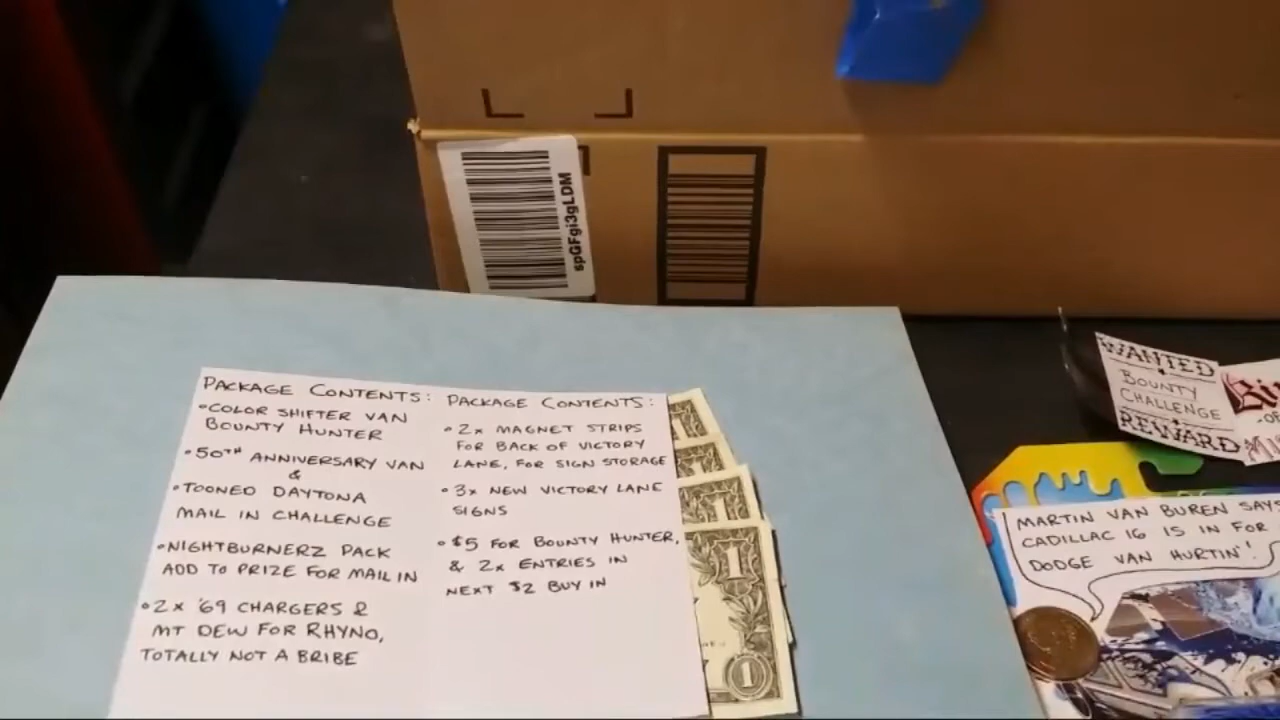 spGFgi3gLDM
PACKAGE CONTENTS:
• COLOR SHIFTER VAN
BOUNTY HUNTER
• 50TH ANNIVERSARY VAN
&
• TOONED DAYTONA
MAIL IN CHALLENGE
• NIGHTBURNERZ PACK
ADD TO PRIZE FOR MAIL IN
• 2x '69 CHARGERS &
MT DEW FOR RHYNO,
TOTALLY NOT A BRIBE
PACKAGE CONTENTS:
• 2x MAGNET STRIPS
FOR BACK OF VICTORY
LANE, FOR SIGN STORAGE
• 3x NEW VICTORY LANE
SIGNS
• $5 FOR BOUNTY HUNTER,
& 2x ENTRIES IN
NEXT $2 BUY IN
1
1
1
1
1
WANTED
BOUNTY
CHALLENGE
REWARD
MARTIN VAN BUREN SAYS
CADILLAC 16 IS IN FOR
DODGE VAN HURTIN'!